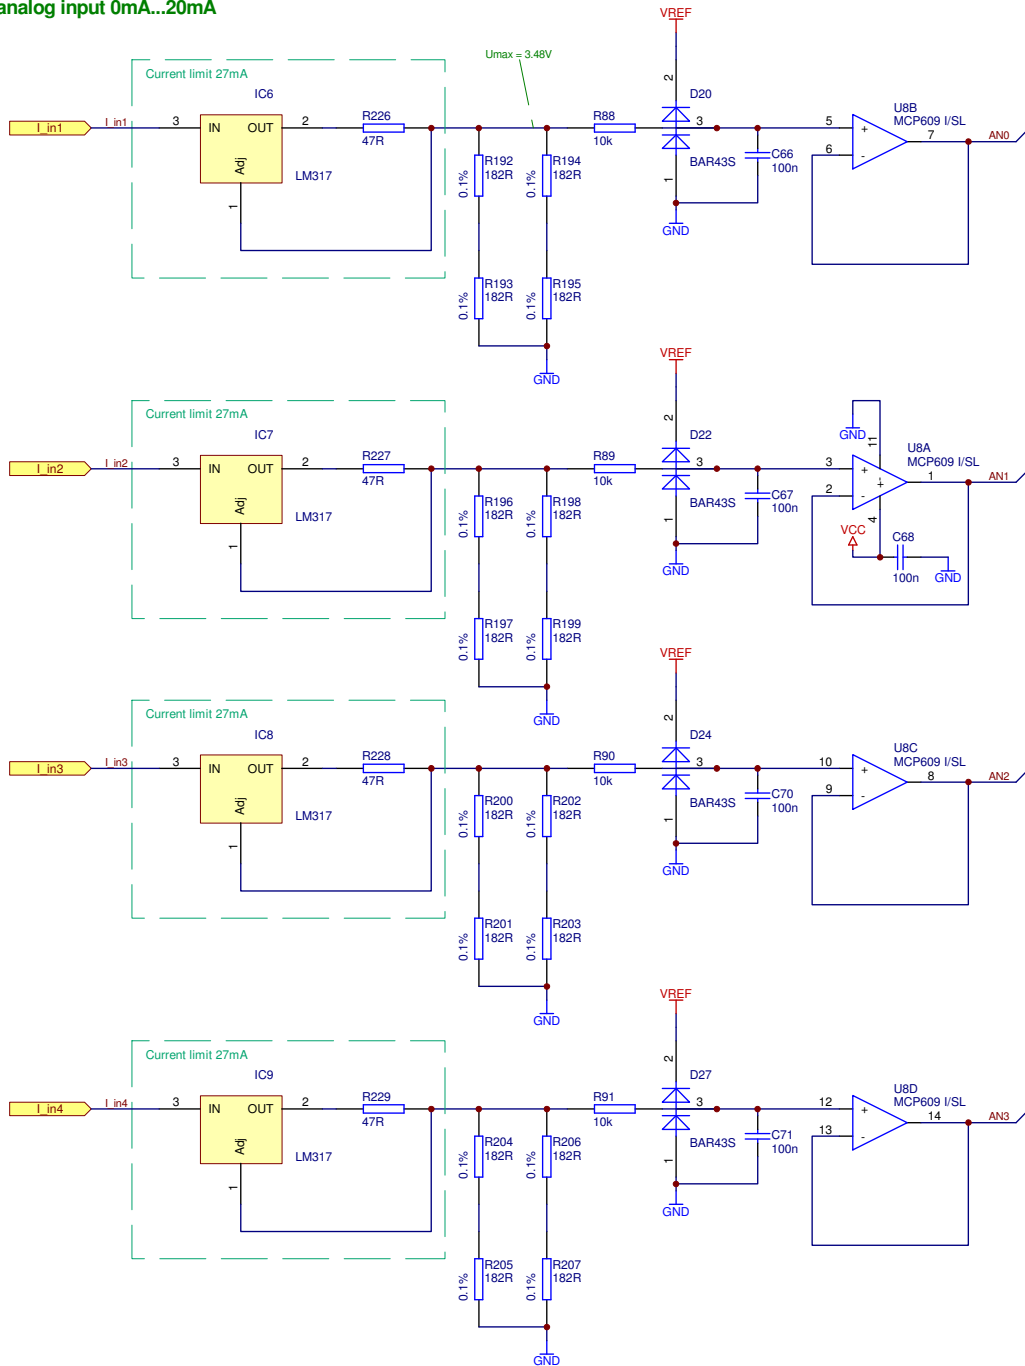 analog input 0mA...20mA
VREF
Umax = 3.48V
Current limit 27mA
IC6
R226
47R
R88
10k
2
D20
3
BAR43S
1
GND
U8B
MCP609 I/SL
I_in1
I_in1
3
IN
OUT
2
Adj
1
LM317
0.1%
R192
182R
0.1%
R194
182R
0.1%
R193
182R
0.1%
R195
182R
GND
C66
100n
5
6
+
-
7
AN0
VREF
Current limit 27mA
IC7
R227
47R
R89
10k
2
D22
3
BAR43S
1
GND
GND
11
U8A
MCP609 I/SL
I_in2
I_in2
3
IN
OUT
2
Adj
1
LM317
0.1%
R196
182R
0.1%
R198
182R
0.1%
R197
182R
0.1%
R199
182R
GND
C67
100n
3
2
+
-
+
1
AN1
4
VCC
C68
100n
GND
VREF
Current limit 27mA
IC8
R228
47R
R90
10k
2
D24
3
BAR43S
1
GND
U8C
MCP609 I/SL
I_in3
I_in3
3
IN
OUT
2
Adj
1
LM317
0.1%
R200
182R
0.1%
R202
182R
0.1%
R201
182R
0.1%
R203
182R
GND
C70
100n
10
9
+
-
8
AN2
VREF
Current limit 27mA
IC9
R229
47R
R91
10k
2
D27
3
BAR43S
1
GND
U8D
MCP609 I/SL
I_in4
I_in4
3
IN
OUT
2
Adj
1
LM317
0.1%
R204
182R
0.1%
R206
182R
0.1%
R205
182R
0.1%
R207
182R
GND
C71
100n
12
13
+
-
14
AN3